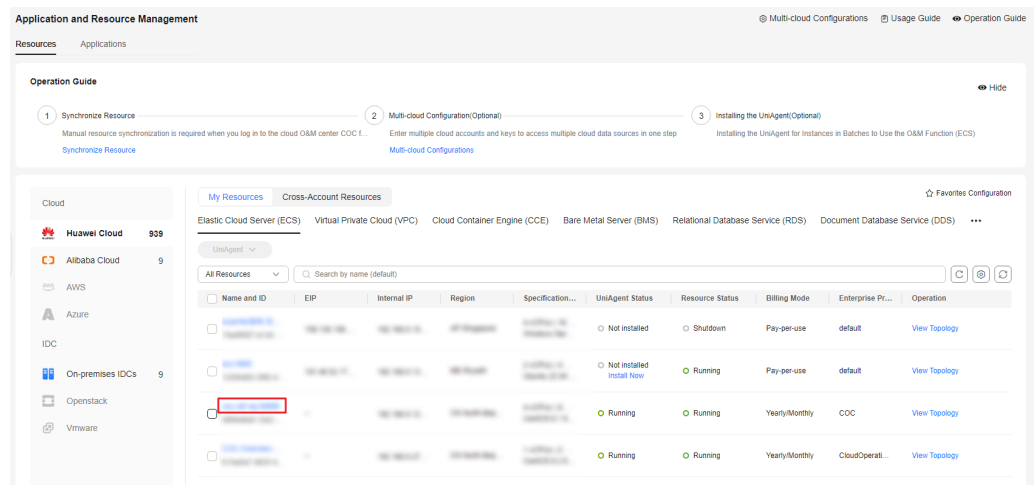 Application and Resource Management
Multi-cloud Configurations Usage Guide Operation Guide
Resources Applications
Operation Guide
Hide
1 Synchronize Resource 2 Multi-cloud Configuration(Optional) 3 Installing the UniAgent(Optional)
Manual resource synchronization is required when you log in to the cloud O&M center COC f... Enter multiple cloud accounts and keys to access multiple cloud data sources in one step Installing the UniAgent for Instances in Batches to Use the O&M Function (ECS)
Synchronize Resource Multi-cloud Configurations
My Resources Cross-Account Resources Favorites Configuration
Cloud
Elastic Cloud Server (ECS) Virtual Private Cloud (VPC) Cloud Container Engine (CCE) Bare Metal Server (BMS) Relational Database Service (RDS) Document Database Service (DDS) •••
Huawei Cloud 939
UniAgent
Alibaba Cloud 9
All Resources Search by name (default)
AWS
Name and ID EIP Internal IP Region Specification... UniAgent Status Resource Status Billing Mode Enterprise Pr... Operation
Azure
Not installed Shutdown Pay-per-use default View Topology
IDC
On-premises IDCs 9
Not installed Running Pay-per-use default View Topology
Install Now
Openstack
Running Running Yearly/Monthly COC View Topology
Vmware
Running Running Yearly/Monthly CloudOperati... View Topology